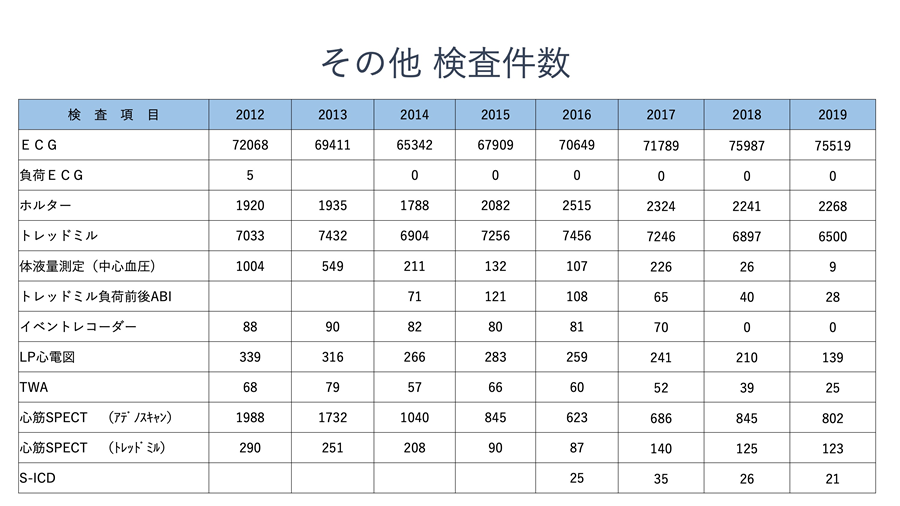 その他 検査件数
検 査 項 目 2012 2013 2014 2015 2016 2017 2018 2019
ＥＣＧ 72068 69411 65342 67909 70649 71789 75987 75519
負荷ＥＣＧ 5 0 0 0 0 0 0
ホルター 1920 1935 1788 2082 2515 2324 2241 2268
トレッドミル 7033 7432 6904 7256 7456 7246 6897 6500
体液量測定（中心血圧） 1004 549 211 132 107 226 26 9
トレッドミル負荷前後ABI 71 121 108 65 40 28
イベントレコーダー 88 90 82 80 81 70 0 0
LP心電図 339 316 266 283 259 241 210 139
TWA 68 79 57 66 60 52 39 25
心筋SPECT （ｱﾃﾞﾉｽｷｬﾝ） 1988 1732 1040 845 623 686 845 802
心筋SPECT （ﾄﾚｯﾄﾞﾐﾙ） 290 251 208 90 87 140 125 123
S-ICD 25 35 26 21